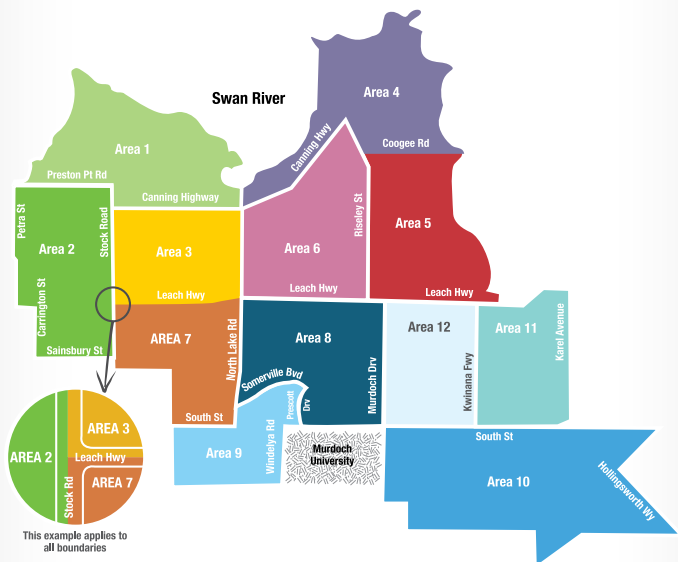 Swan River
Area 4
Canning Hwy
Coogee Rd
Area 1
Preston Pt Rd
Canning Highway
Petra St
Area 2
Stock Road
Carrington St
Sainsbury St
Area 3
Leach Hwy
Area 6
Riseley St
Leach Hwy
Area 5
Leach Hwy
AREA 7
North Lake Rd
South St
Area 8
Somerville Bvd
Prescott
Drv
Murdoch Drv
Area 12
Kwinana Fwy
Area 11
Karel Avenue
Area 9
Windelya Rd
Murdoch
University
South St
Area 10
Hollingsworth Wy
AREA 2
Stock Rd
AREA 3
Leach Hwy
AREA 7
This example applies to
all boundaries